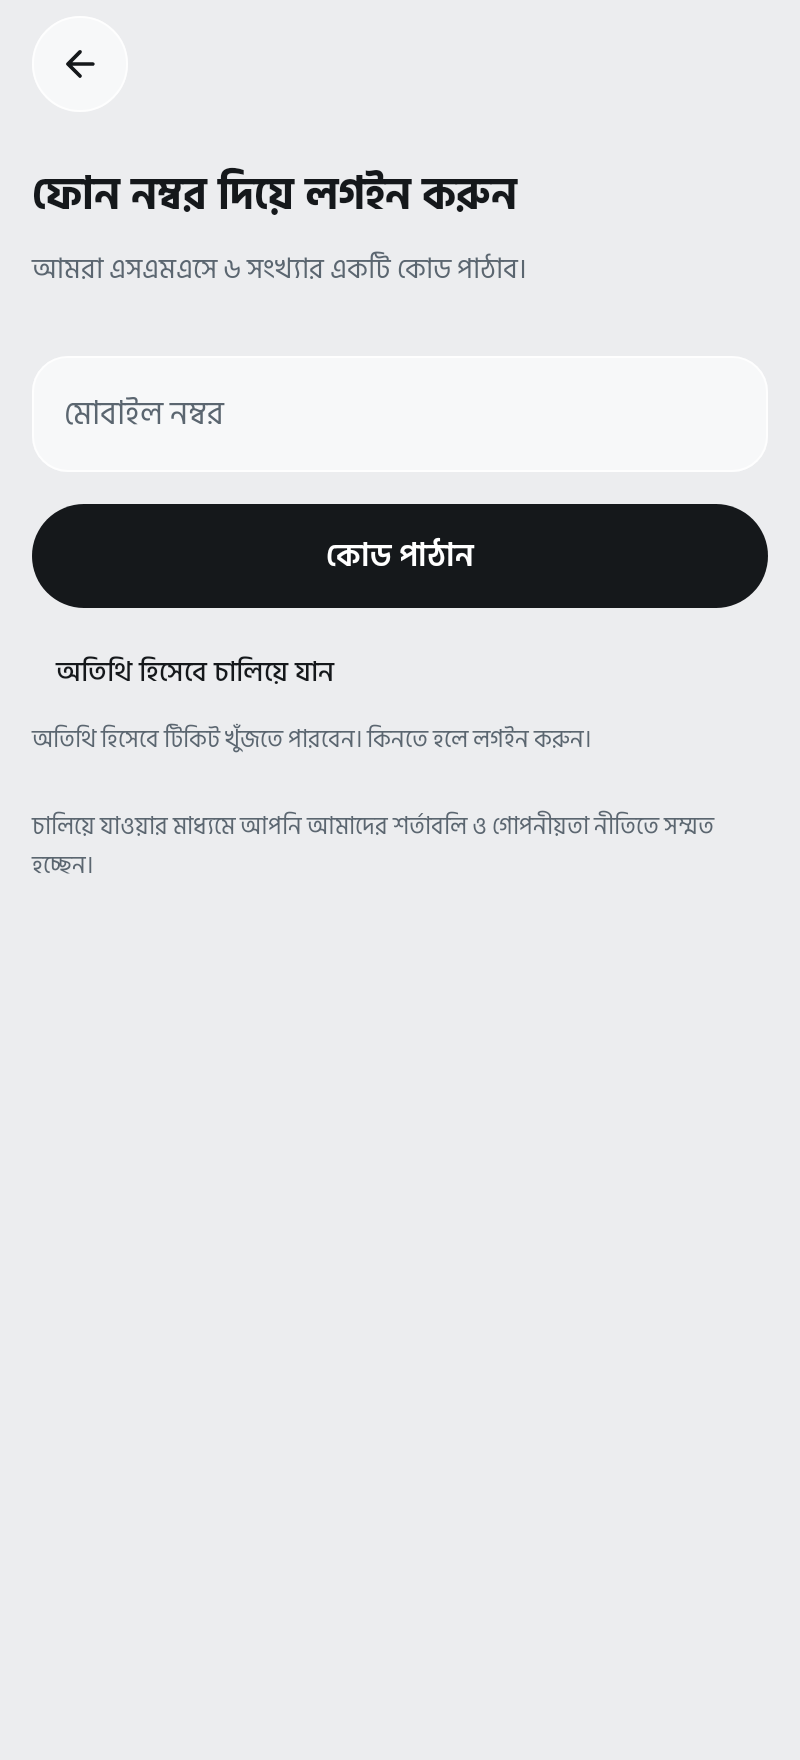 ফোন নম্বর দিয়ে লগইন করুন
আমরা এসএমএসে ৬ সংখ্যার একটি কোড পাঠাব।
মোবাইল নম্বর
কোড পাঠান
অতিথি হিসেবে চালিয়ে যান
অতিথি হিসেবে টিকিট খুঁজতে পারবেন। কিনতে হলে লগইন করুন।
চালিয়ে যাওয়ার মাধ্যমে আপনি আমাদের শর্তাবলি ও গোপনীয়তা নীতিতে সম্মত
হচ্ছেন।